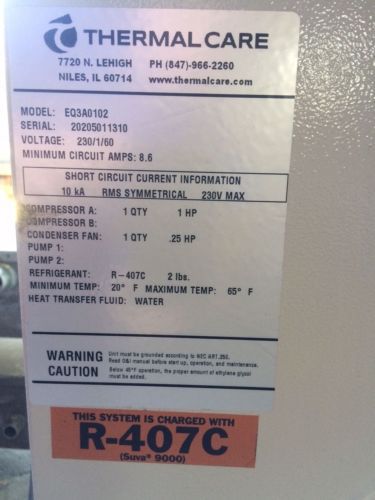 THERMAL CARE
7720 N. LEHIGH PH (847)-966-2260
NILES, IL 60714 www.thermalcare.com
MODEL: EQ3A0102
SERIAL: 20205011310
VOLTAGE: 230/1/60
MINIMUM CIRCUIT AMPS: 8.6
SHORT CIRCUIT CURRENT INFORMATION
10 kA RMS SYMMETRICAL 230V MAX
COMPRESSOR A: 1 QTY 1 HP
COMPRESSOR B:
CONDENSER FAN: 1 QTY .25 HP
PUMP 1:
PUMP 2:
REFRIGERANT: R-407C 2 lbs.
MINIMUM TEMP: 20° F MAXIMUM TEMP: 65° F
HEAT TRANSFER FLUID: WATER
WARNING Unit must be grounded according to NEC ART.250.
Read O&I manual before start up, operation, and maintenance.
CAUTION Below 45°F operation, the proper amount of ethylene glycol
must be added.
THIS SYSTEM IS CHARGED WITH
R-407C
(Suva® 9000)